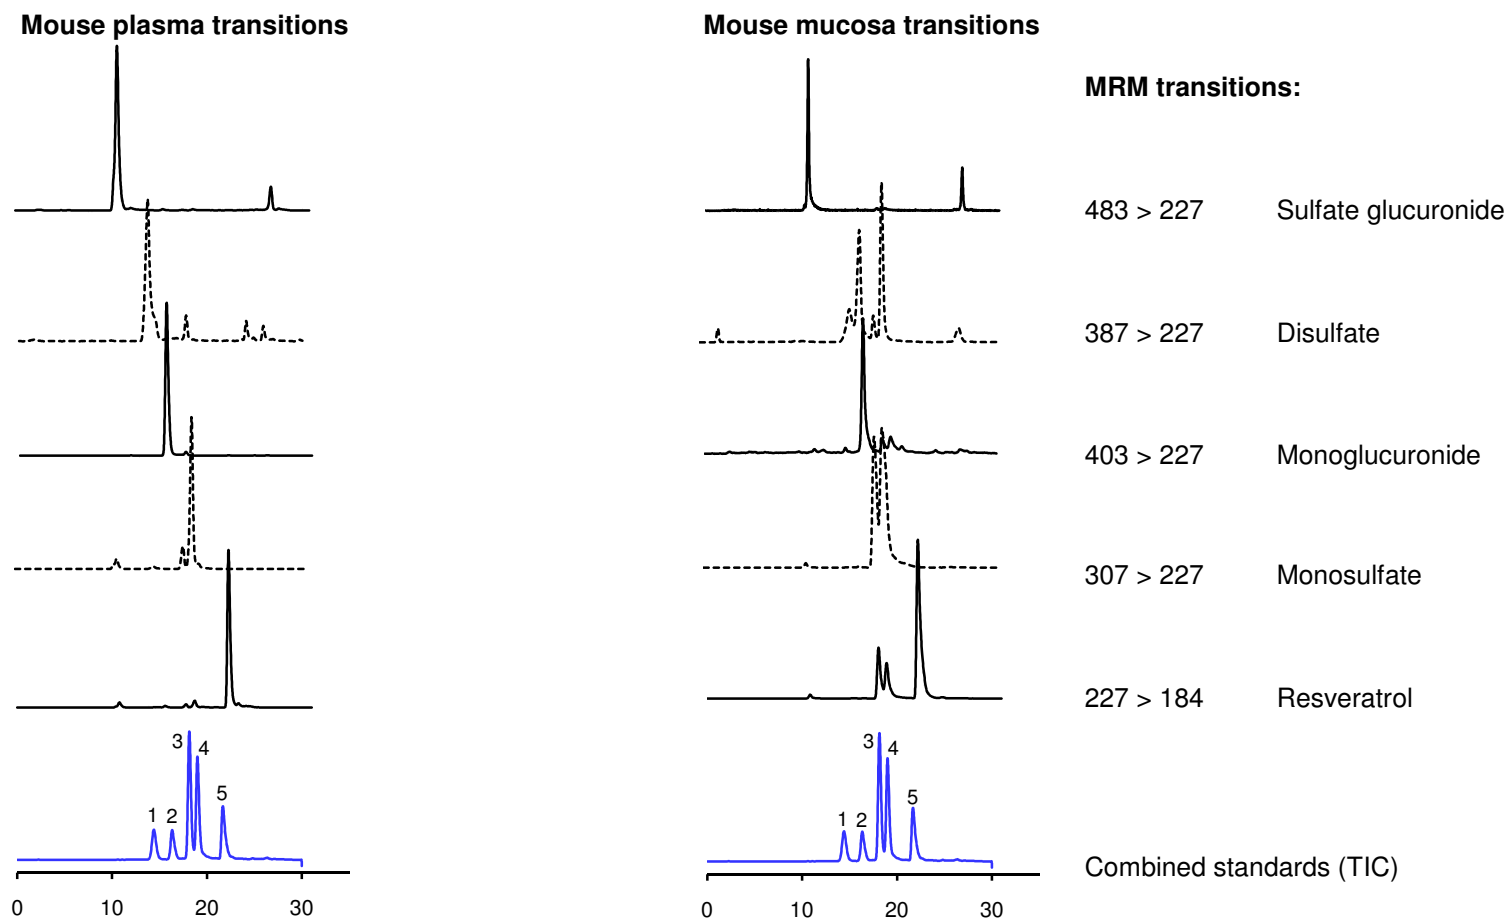 Mouse plasma transitions
Mouse mucosa transitions
MRM transitions:
483 > 227 Sulfate glucuronide
387 > 227 Disulfate
403 > 227 Monoglucuronide
307 > 227 Monosulfate
227 > 184 Resveratrol
3 4
1 2 5
3 4
1 2 5
Combined standards (TIC)
0 10 20 30
0 10 20 30